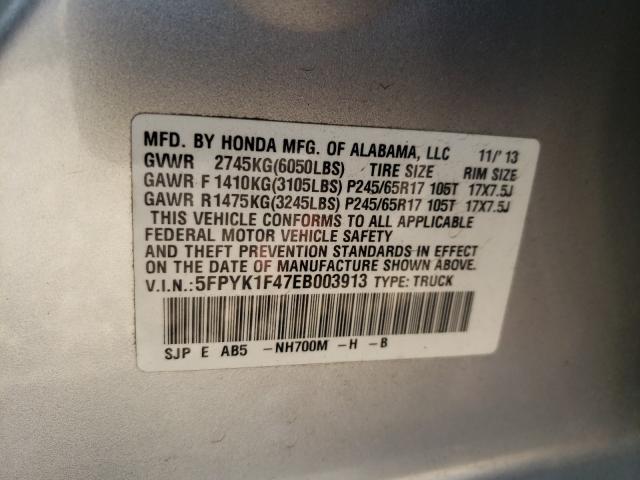 MFD. BY HONDA MFG. OF ALABAMA, LLC 11/'13
GVWR 2745KG(6050LBS) TIRE SIZE RIM SIZE
GAWR F 1410KG(3105LBS) P245/65R17 105T 17X7.5J
GAWR R1475KG(3245LBS) P245/65R17 105T 17X7.5J
THIS VEHICLE CONFORMS TO ALL APPLICABLE
FEDERAL MOTOR VEHICLE SAFETY
AND THEFT PREVENTION STANDARDS IN EFFECT
ON THE DATE OF MANUFACTURE SHOWN ABOVE.
V.I.N.:5FPYK1F47EB003913 TYPE: TRUCK
SJP E AB5 -NH700M -H -B